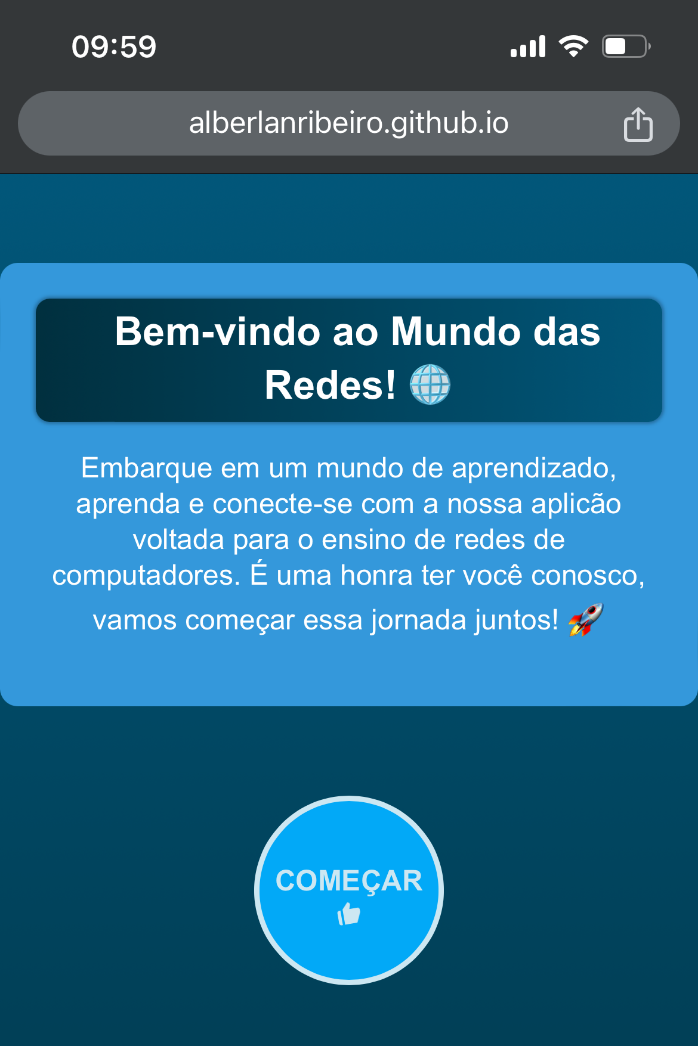 09:59
alberlanribeiro.github.io
Bem-vindo ao Mundo das
Redes! 🌐
Embarque em um mundo de aprendizado,
aprenda e conecte-se com a nossa aplicão
voltada para o ensino de redes de
computadores. É uma honra ter você conosco,
vamos começar essa jornada juntos! 🚀
COMEÇAR